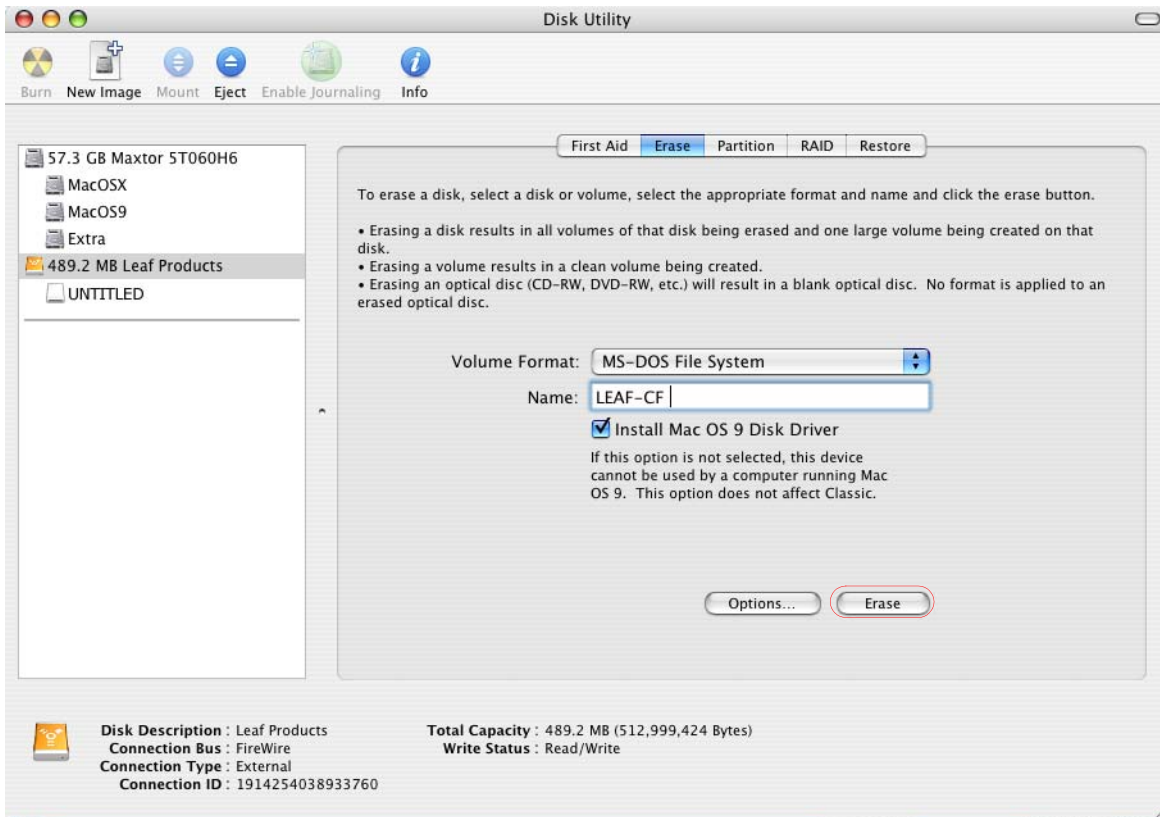 Disk Utility
Burn New Image Mount Eject Enable Journaling Info
First Aid Erase Partition RAID Restore
57.3 GB Maxtor 5T060H6
MacOSX
MacOS9
Extra
489.2 MB Leaf Products
UNTITLED
To erase a disk, select a disk or volume, select the appropriate format and name and click the erase button.
• Erasing a disk results in all volumes of that disk being erased and one large volume being created on that
disk.
• Erasing a volume results in a clean volume being created.
• Erasing an optical disc (CD-RW, DVD-RW, etc.) will result in a blank optical disc. No format is applied to an
erased optical disc.
Volume Format: MS-DOS File System
Name: LEAF-CF
Install Mac OS 9 Disk Driver
If this option is not selected, this device
cannot be used by a computer running Mac
OS 9. This option does not affect Classic.
Options... Erase
Disk Description : Leaf Products
Connection Bus : FireWire
Connection Type : External
Connection ID : 1914254038933760
Total Capacity : 489.2 MB (512,999,424 Bytes)
Write Status : Read/Write